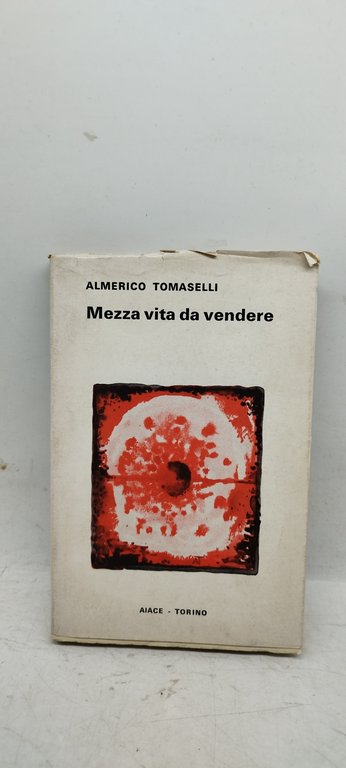 ALMERICO TOMASELLI
Mezza vita da vendere
AIACE - TORINO